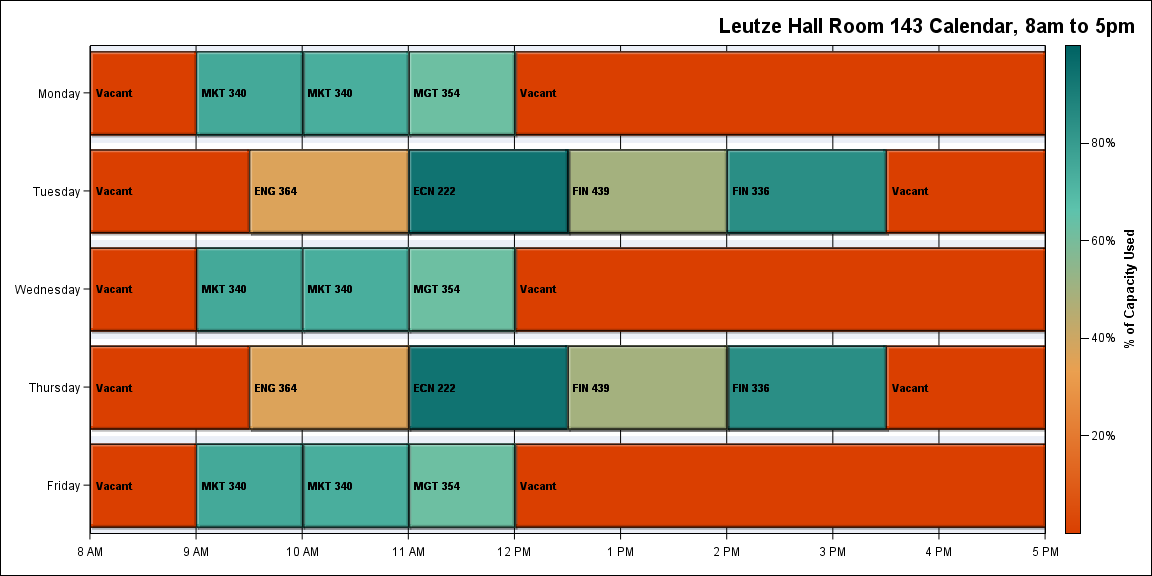 Leutze Hall Room 143 Calendar, 8am to 5pm
Monday
Vacant
MKT 340
MKT 340
MGT 354
Vacant
Tuesday
Vacant
ENG 364
ECN 222
FIN 439
FIN 336
Vacant
Wednesday
Vacant
MKT 340
MKT 340
MGT 354
Vacant
Thursday
Vacant
ENG 364
ECN 222
FIN 439
FIN 336
Vacant
Friday
Vacant
MKT 340
MKT 340
MGT 354
Vacant
8 AM
9 AM
10 AM
11 AM
12 PM
1 PM
2 PM
3 PM
4 PM
5 PM
80%
60%
40%
20%
% of Capacity Used